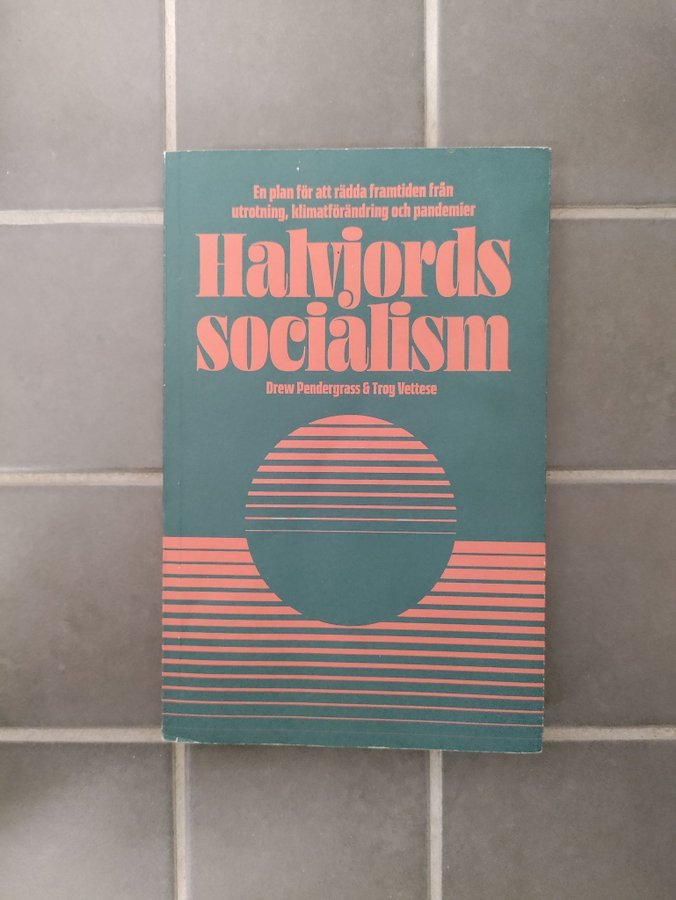 En plan för att rädda framtiden från
utrotning, klimatförändring och pandemier
Halvjords
socialism
Drew Pendergrass & Troy Vettese